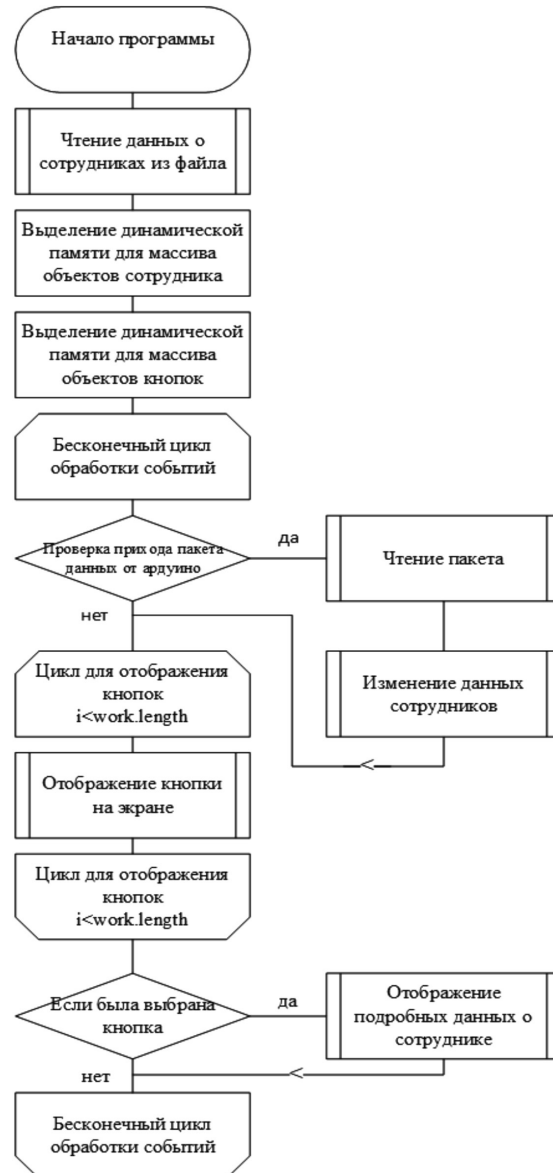 Начало программы
Чтение данных о
сотрудниках из файла
Выделение динамической
памяти для массива
объектов сотрудника
Выделение динамической
памяти для массива
объектов кнопок
Бесконечный цикл
обработки событий
Проверка прихода пакета
данных от ардуино
да
Чтение пакета
нет
Изменение данных
сотрудников
Цикл для отображения
кнопок
i<work.length
Отображение кнопки
на экране
Цикл для отображения
кнопок
i<work.length
Если была выбрана
кнопка
да
Отображение
подробных данных о
сотруднике
нет
Бесконечный цикл
обработки событий